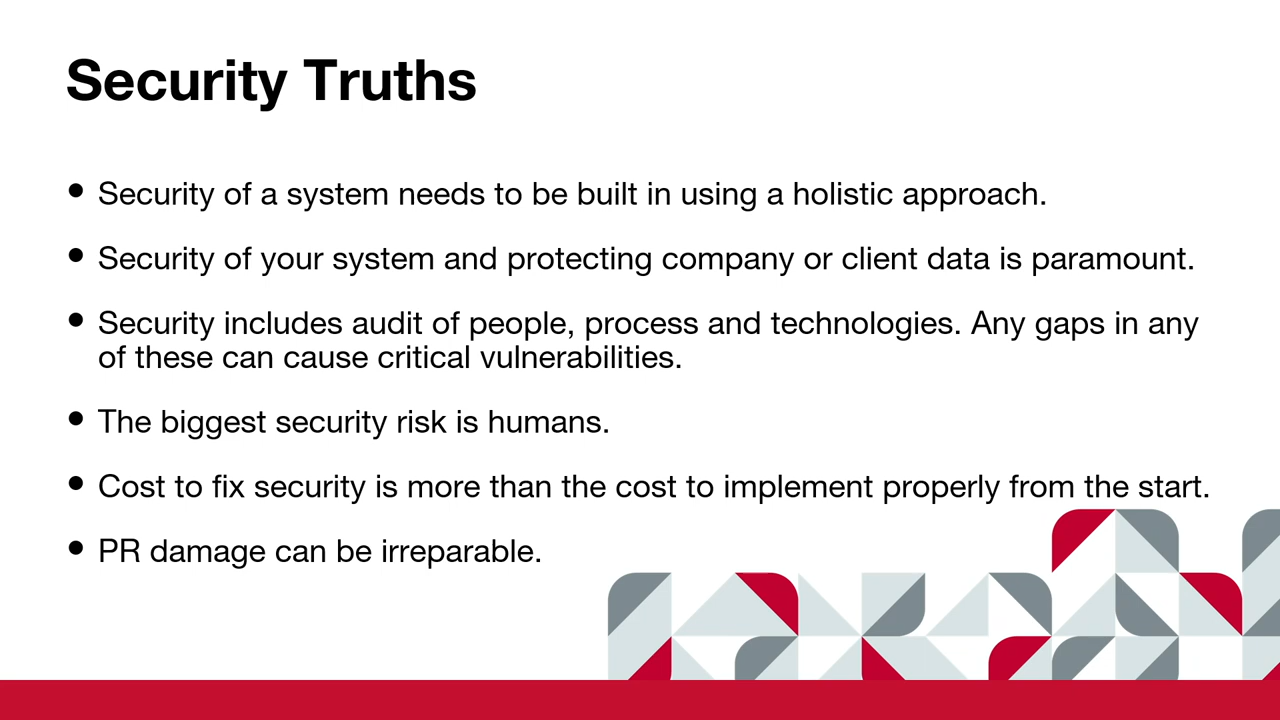 Security Truths
• Security of a system needs to be built in using a holistic approach.
• Security of your system and protecting company or client data is paramount.
• Security includes audit of people, process and technologies. Any gaps in any
of these can cause critical vulnerabilities.
• The biggest security risk is humans.
• Cost to fix security is more than the cost to implement properly from the start.
• PR damage can be irreparable.